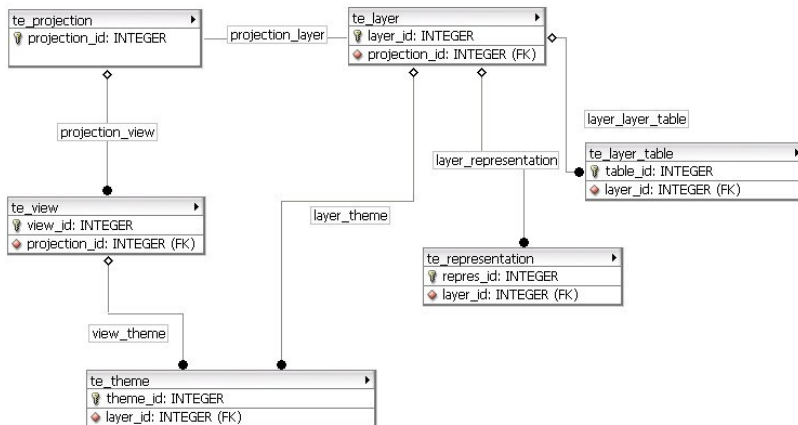 te_projection
projection_id: INTEGER
projection_layer
te_layer
layer_id: INTEGER
projection_id: INTEGER (FK)
projection_view
layer_layer_table
layer_representation
te_layer_table
table_id: INTEGER
layer_id: INTEGER (FK)
te_view
view_id: INTEGER
projection_id: INTEGER (FK)
layer_theme
te_representation
repres_id: INTEGER
layer_id: INTEGER (FK)
view_theme
te_theme
theme_id: INTEGER
layer_id: INTEGER (FK)